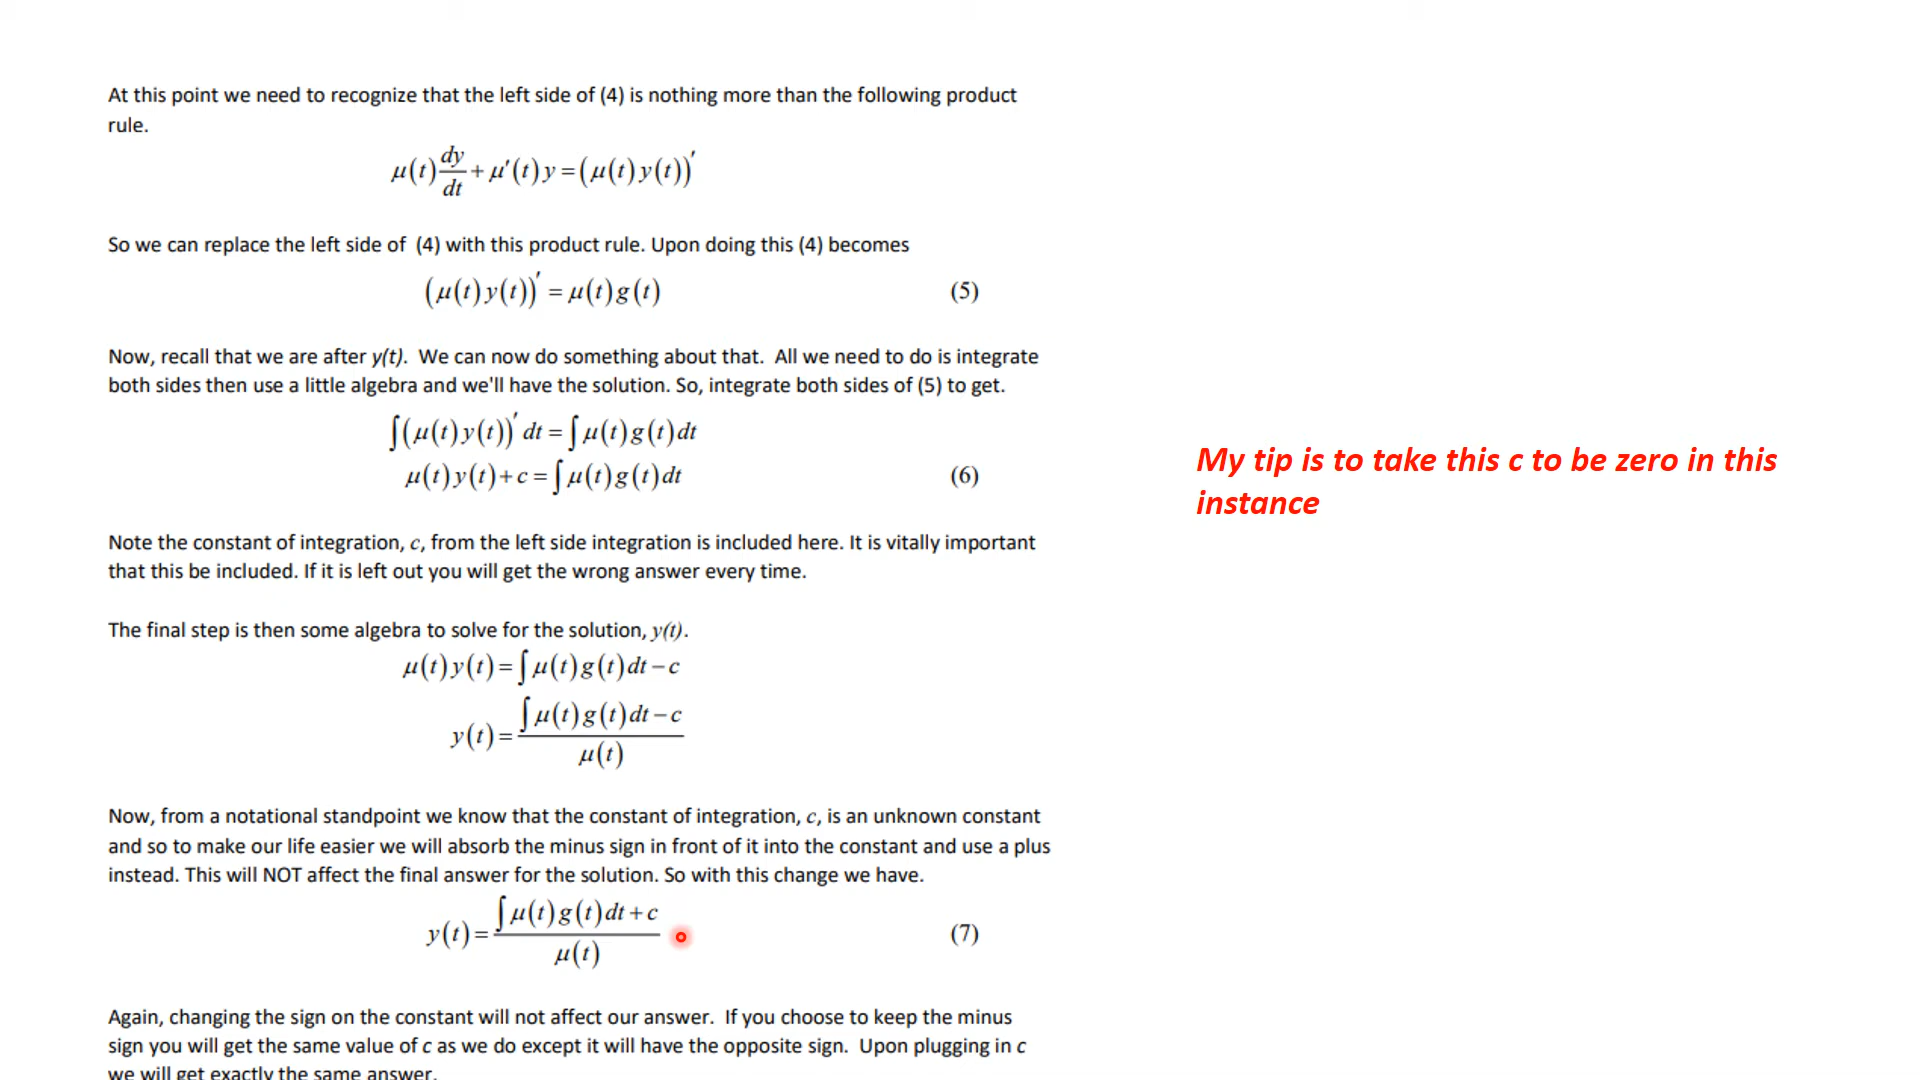 At this point we need to recognize that the left side of (4) is nothing more than the following product
rule.
μ(t) dy/dt + μ′(t) y = (μ(t) y(t))′
So we can replace the left side of (4) with this product rule. Upon doing this (4) becomes
(μ(t) y(t))′ = μ(t) g(t) (5)
Now, recall that we are after y(t). We can now do something about that. All we need to do is integrate
both sides then use a little algebra and we'll have the solution. So, integrate both sides of (5) to get.
∫(μ(t) y(t))′ dt = ∫ μ(t) g(t) dt
μ(t) y(t) + c = ∫ μ(t) g(t) dt (6)
My tip is to take this c to be zero in this
instance
Note the constant of integration, c, from the left side integration is included here. It is vitally important
that this be included. If it is left out you will get the wrong answer every time.
The final step is then some algebra to solve for the solution, y(t).
μ(t) y(t) = ∫ μ(t) g(t) dt − c
y(t) = (∫ μ(t) g(t) dt − c) / μ(t)
Now, from a notational standpoint we know that the constant of integration, c, is an unknown constant
and so to make our life easier we will absorb the minus sign in front of it into the constant and use a plus
instead. This will NOT affect the final answer for the solution. So with this change we have.
y(t) = (∫ μ(t) g(t) dt + c) / μ(t) (7)
Again, changing the sign on the constant will not affect our answer. If you choose to keep the minus
sign you will get the same value of c as we do except it will have the opposite sign. Upon plugging in c
we will get exactly the same answer.